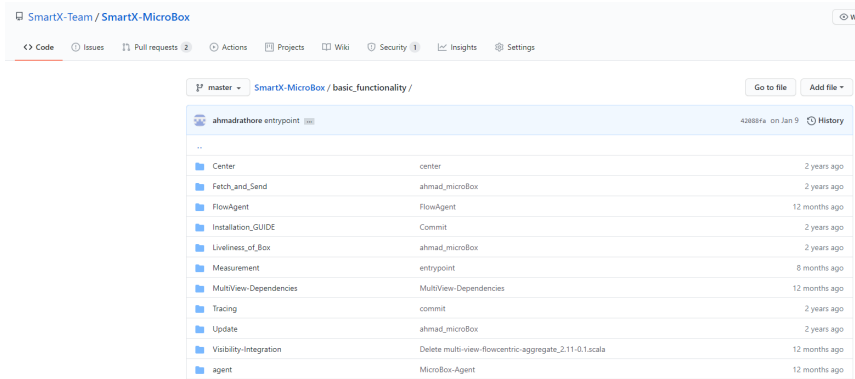 SmartX-Team / SmartX-MicroBox
Code Issues Pull requests 2 Actions Projects Wiki Security 1 Insights Settings
master SmartX-MicroBox / basic_functionality / Go to file Add file
ahmadrathore entrypoint ... 42088fa on Jan 9 History
..
Center center 2 years ago
Fetch_and_Send ahmad_microBox 2 years ago
FlowAgent FlowAgent 12 months ago
Installation_GUIDE Commit 2 years ago
Liveliness_of_Box ahmad_microBox 2 years ago
Measurement entrypoint 8 months ago
MultiView-Dependencies MultiView-Dependencies 12 months ago
Tracing commit 2 years ago
Update ahmad_microBox 2 years ago
Visibility-Integration Delete multi-view-flowcentric-aggregate_2.11-0.1.scala 12 months ago
agent MicroBox-Agent 12 months ago